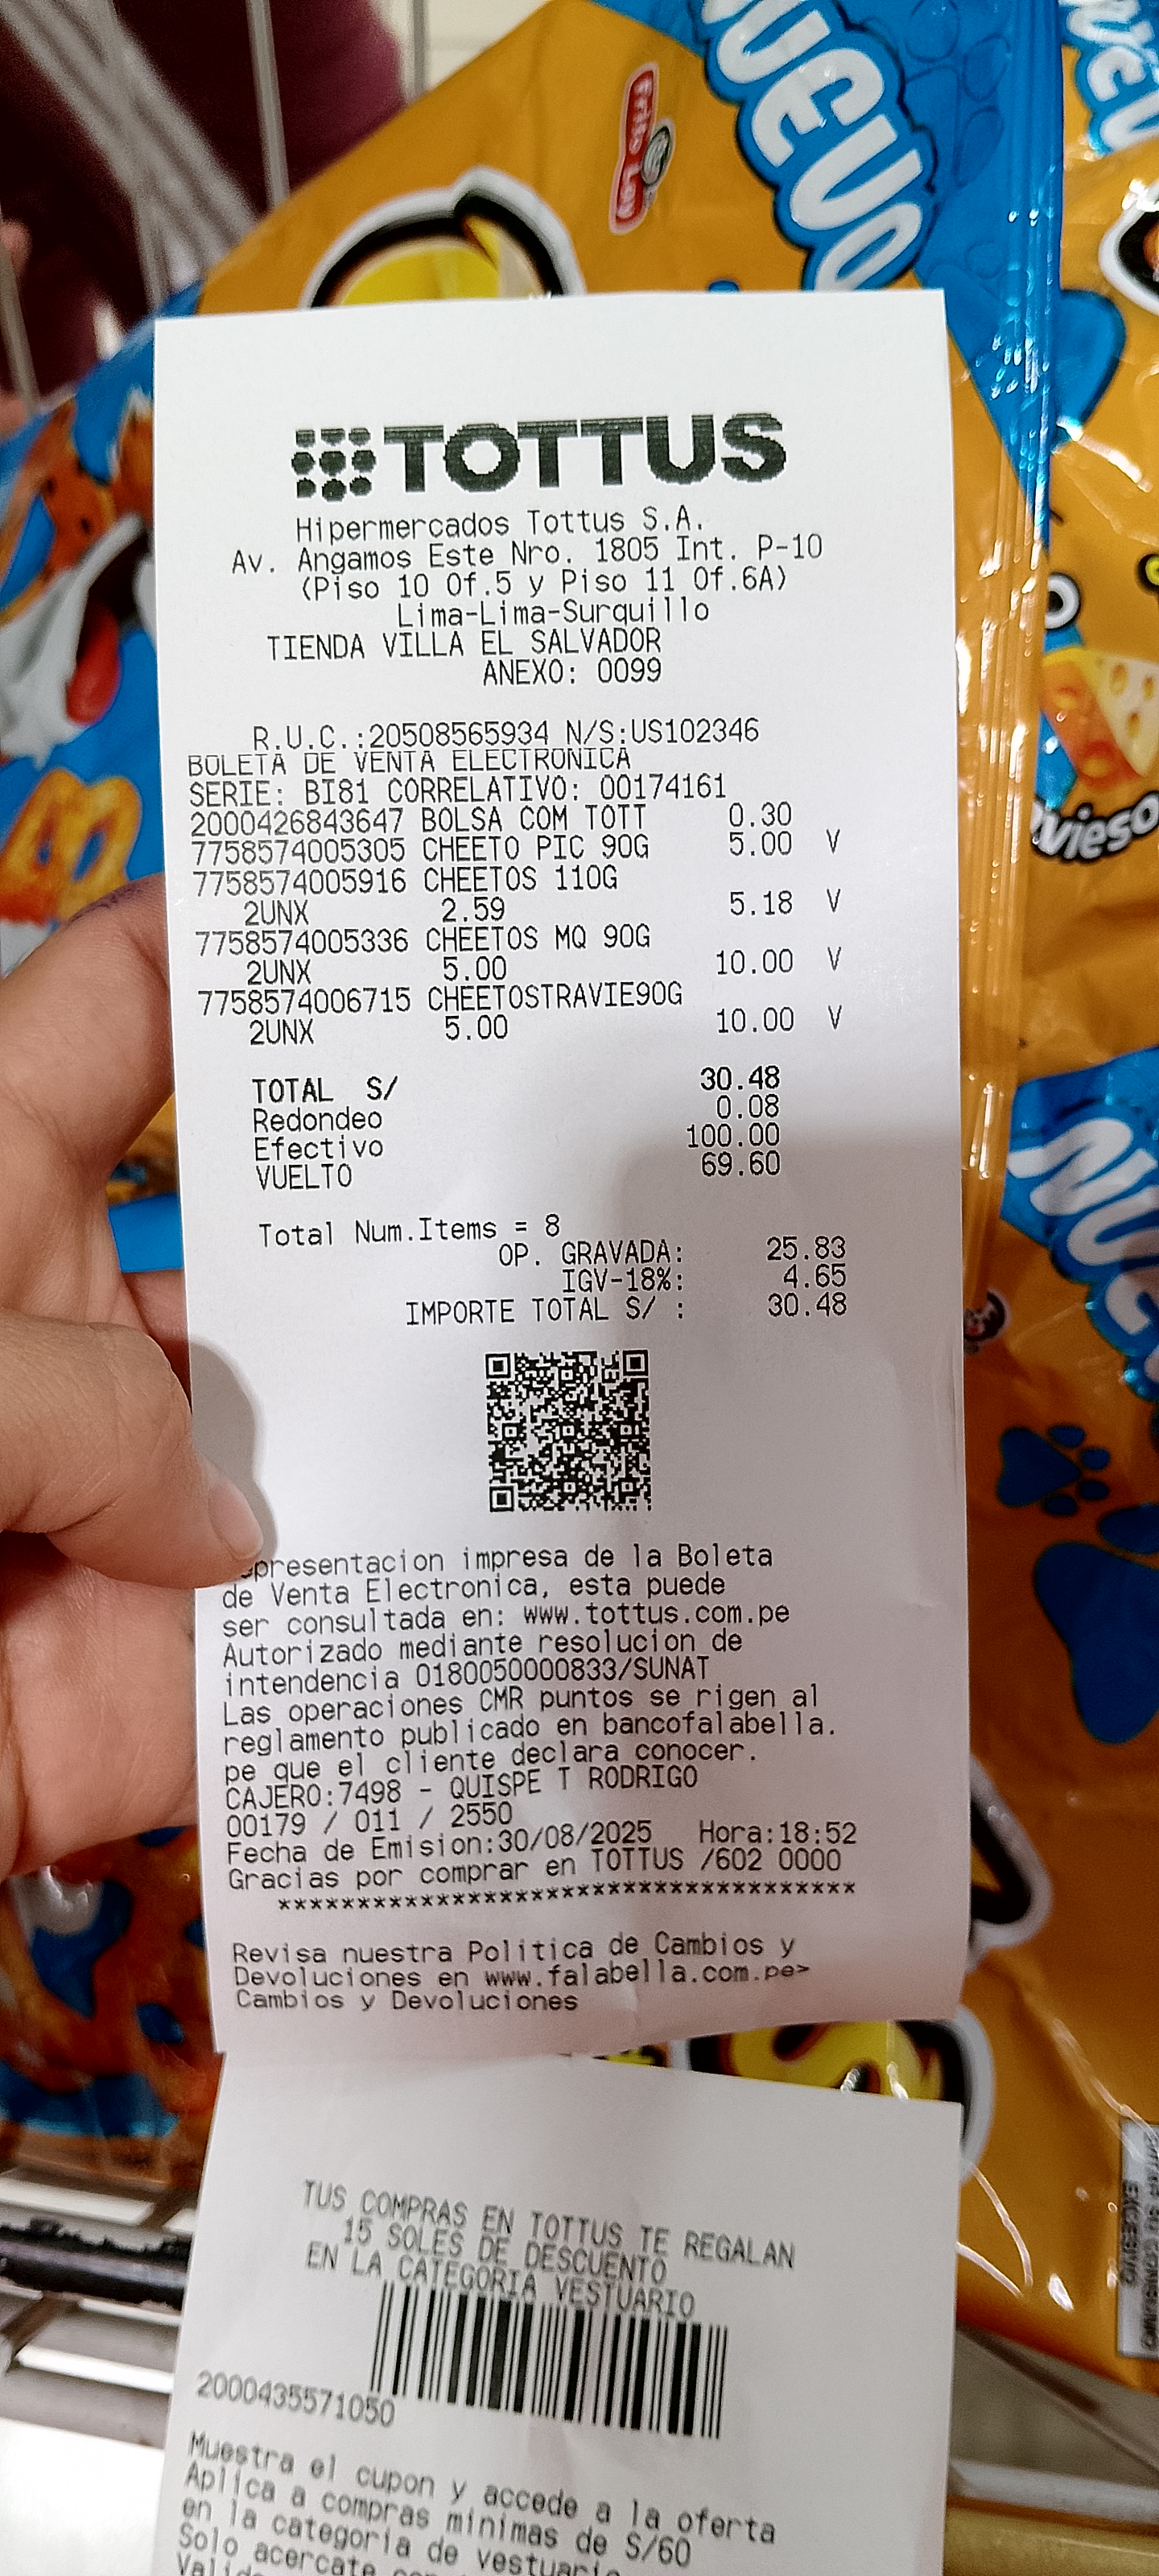 NUEVO
Frito Lay
TOTTUS
Hipermercados Tottus S.A.
Av. Angamos Este Nro. 1805 Int. P-10
(Piso 10 Of.5 y Piso 11 Of.6A)
Lima-Lima-Surquillo
TIENDA VILLA EL SALVADOR
ANEXO: 0099
R.U.C.:20508565934 N/S:US102346
BOLETA DE VENTA ELECTRONICA
SERIE: BI81 CORRELATIVO: 00174161
2000426843647 BOLSA COM TOTT 0.30
7758574005305 CHEETO PIC 90G 5.00 V
7758574005916 CHEETOS 110G
2UNX 2.59 5.18 V
7758574005336 CHEETOS MQ 90G
2UNX 5.00 10.00 V
7758574006715 CHEETOSTRAVIE90G
2UNX 5.00 10.00 V
TOTAL S/ 30.48
Redondeo 0.08
Efectivo 100.00
VUELTO 69.60
Total Num.Items = 8
OP. GRAVADA: 25.83
IGV-18%: 4.65
IMPORTE TOTAL S/ : 30.48
presentacion impresa de la Boleta
de Venta Electronica, esta puede
ser consultada en: www.tottus.com.pe
Autorizado mediante resolucion de
intendencia 0180050000833/SUNAT
Las operaciones CMR puntos se rigen al
reglamento publicado en bancofalabella.
pe que el cliente declara conocer.
CAJERO:7498 - QUISPE T RODRIGO
00179 / 011 / 2550
Fecha de Emision:30/08/2025 Hora:18:52
Gracias por comprar en TOTTUS /602 0000
*************************************
Revisa nuestra Politica de Cambios y
Devoluciones en www.falabella.com.pe>
Cambios y Devoluciones
TUS COMPRAS EN TOTTUS TE REGALAN
15 SOLES DE DESCUENTO
EN LA CATEGORIA VESTUARIO
2000435571050
Muestra el cupon y accede a la oferta
Aplica a compras minimas de S/60
en la categoria de vestuario
Solo acercate